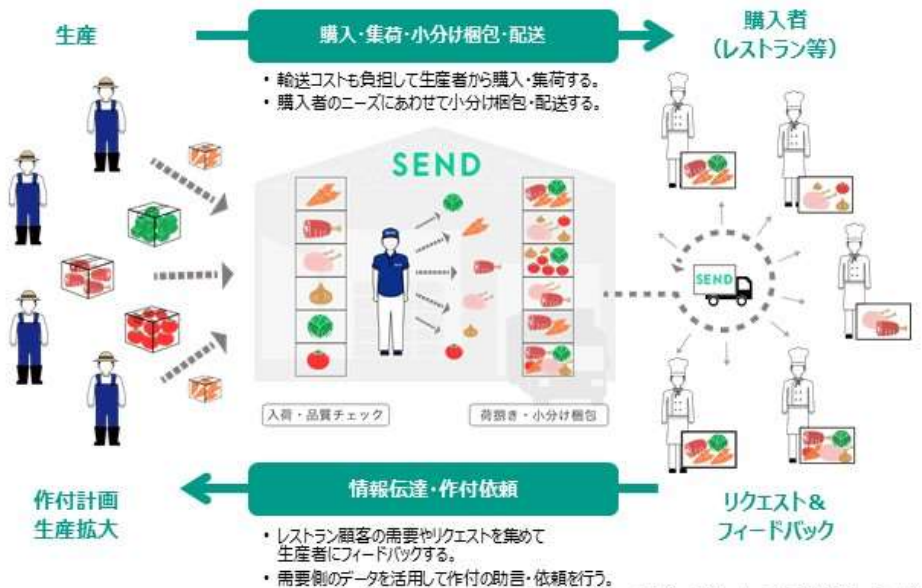 生産
購入・集荷・小分け梱包・配送
購入者
(レストラン等)
• 輸送コストも負担して生産者から購入・集荷する。
• 購入者のニーズにあわせて小分け梱包・配送する。
SEND
SEND
入荷・品質チェック
荷捌き・小分け梱包
作付計画
生産拡大
情報伝達・作付依頼
リクエスト＆
フィードバック
• レストラン顧客の需要やリクエストを集めて
生産者にフィードバックする。
• 需要側のデータを活用して作付の助言・依頼を行う。